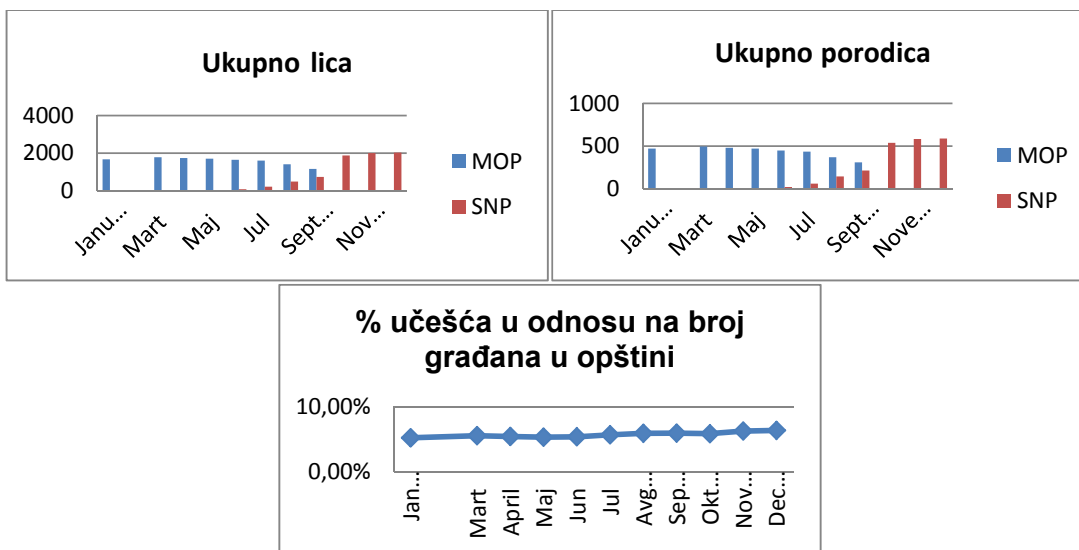 Ukupno lica
4000
2000
0
Janu...
Mart
Maj
Jul
Sept...
Nov...
MOP
SNP
Ukupno porodica
1000
500
0
Janu...
Mart
Maj
Jul
Sept...
Nove...
MOP
SNP
% učešća u odnosu na broj
građana u opštini
10,00%
0,00%
Jan...
Mart
April
Maj
Jun
Jul
Avg...
Sep...
Okt...
Nov...
Dec...